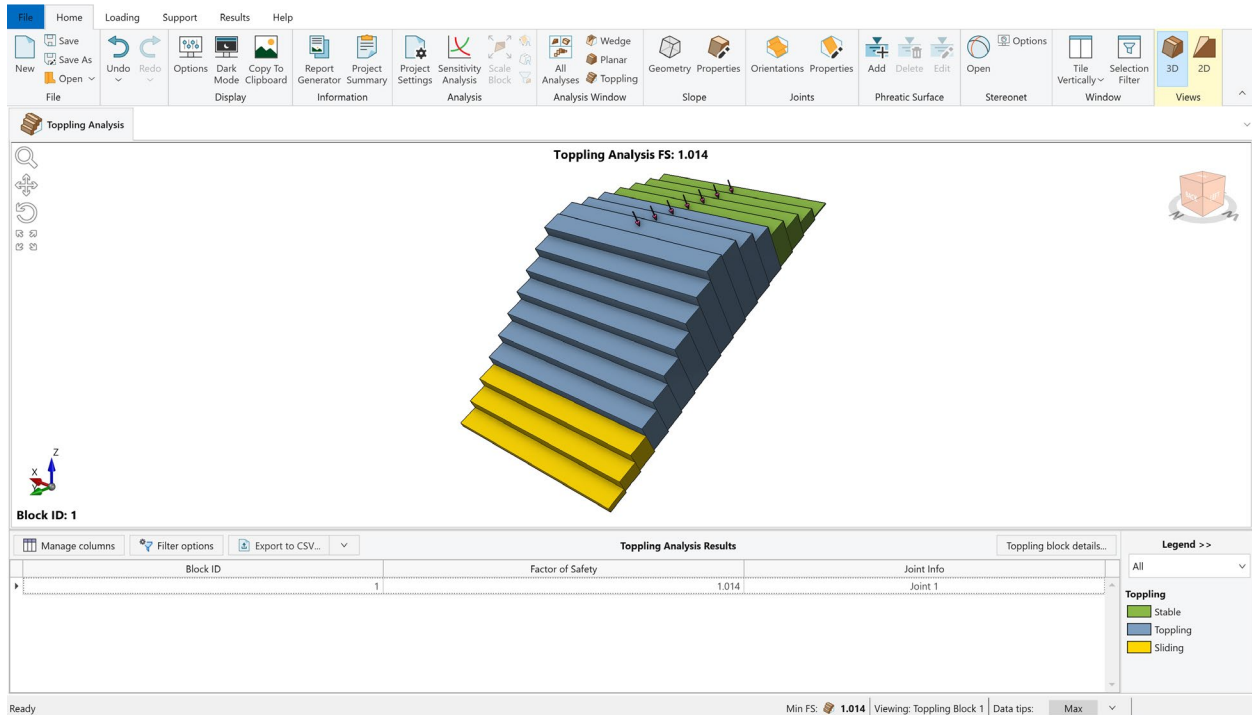 File Home Loading Support Results Help
New Save Save As Open Undo Redo Options Dark Mode Copy To Clipboard Report Generator Project Summary Project Settings Sensitivity Analysis Scale Block All Analyses Wedge Planar Toppling Geometry Properties Orientations Properties Add Delete Edit Open Options Tile Vertically Selection Filter 3D 2D
File Display Information Analysis Analysis Window Slope Joints Phreatic Surface Stereonet Window Views
Toppling Analysis
Toppling Analysis FS: 1.014
Z
X
Block ID: 1
Manage columns Filter options Export to CSV... Toppling Analysis Results Toppling block details... Legend >>
Block ID Factor of Safety Joint Info All
1 1.014 Joint 1
Toppling
Stable
Toppling
Sliding
Ready Min FS: 1.014 Viewing: Toppling Block 1 Data tips: Max